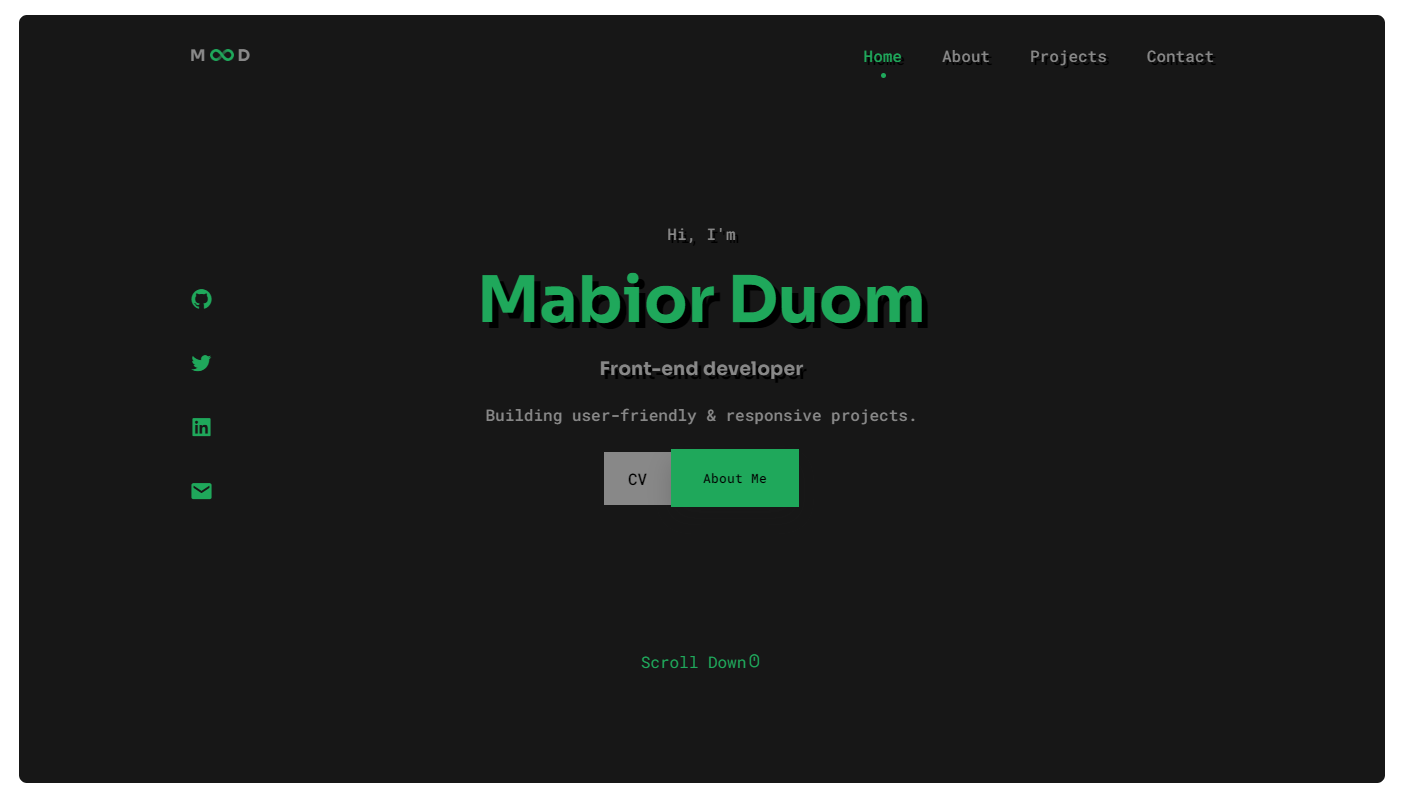 M∞D
Home About Projects Contact
Hi, I'm
Mabior Duom
Front-end developer
Building user-friendly & responsive projects.
CV About Me
Scroll Down